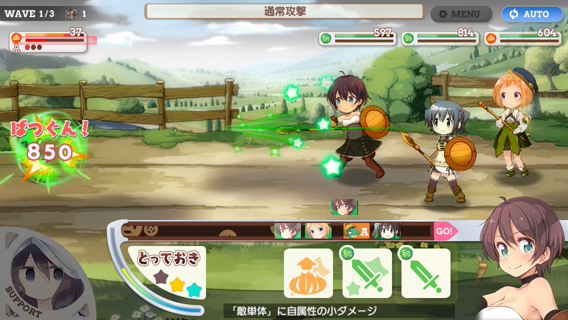 WAVE 1/3 1
通常攻撃
MENU
AUTO
37
A
597
814
604
ばつぐん!
850
A
GO!
とっておき
SUPPORT
「敵単体」に自属性の小ダメージ